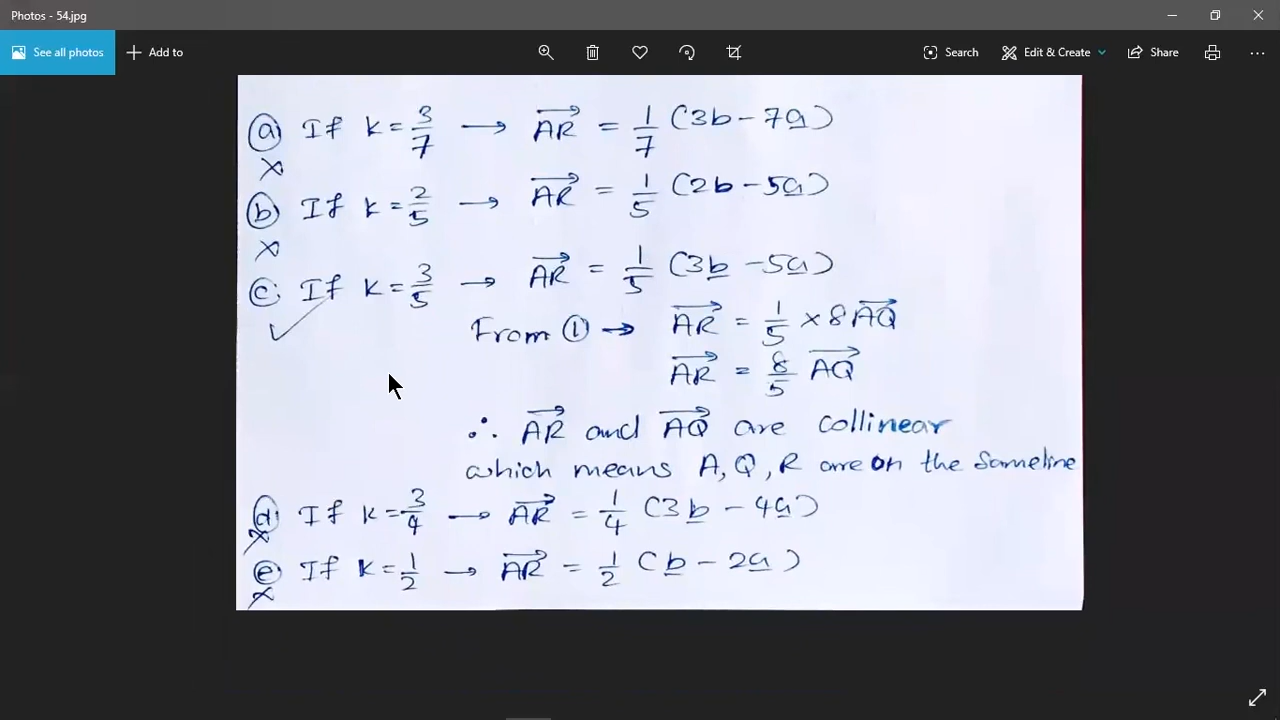 Photos - 54.jpg
See all photos
Add to
Search
Edit & Create
Share
ⓐ If K = 3/7 → AR⃗ = 1/7 (3b - 7a)
×
ⓑ If K = 2/5 → AR⃗ = 1/5 (2b - 5a)
×
ⓒ If K = 3/5 → AR⃗ = 1/5 (3b - 5a)
✓
From ① → AR⃗ = 1/5 × 8AQ⃗
AR⃗ = 8/5 AQ⃗
∴ AR⃗ and AQ⃗ are collinear
which means A, Q, R are on the sameline
ⓓ If K = 3/4 → AR⃗ = 1/4 (3b - 4a)
×
ⓔ If K = 1/2 → AR⃗ = 1/2 (b - 2a)
×